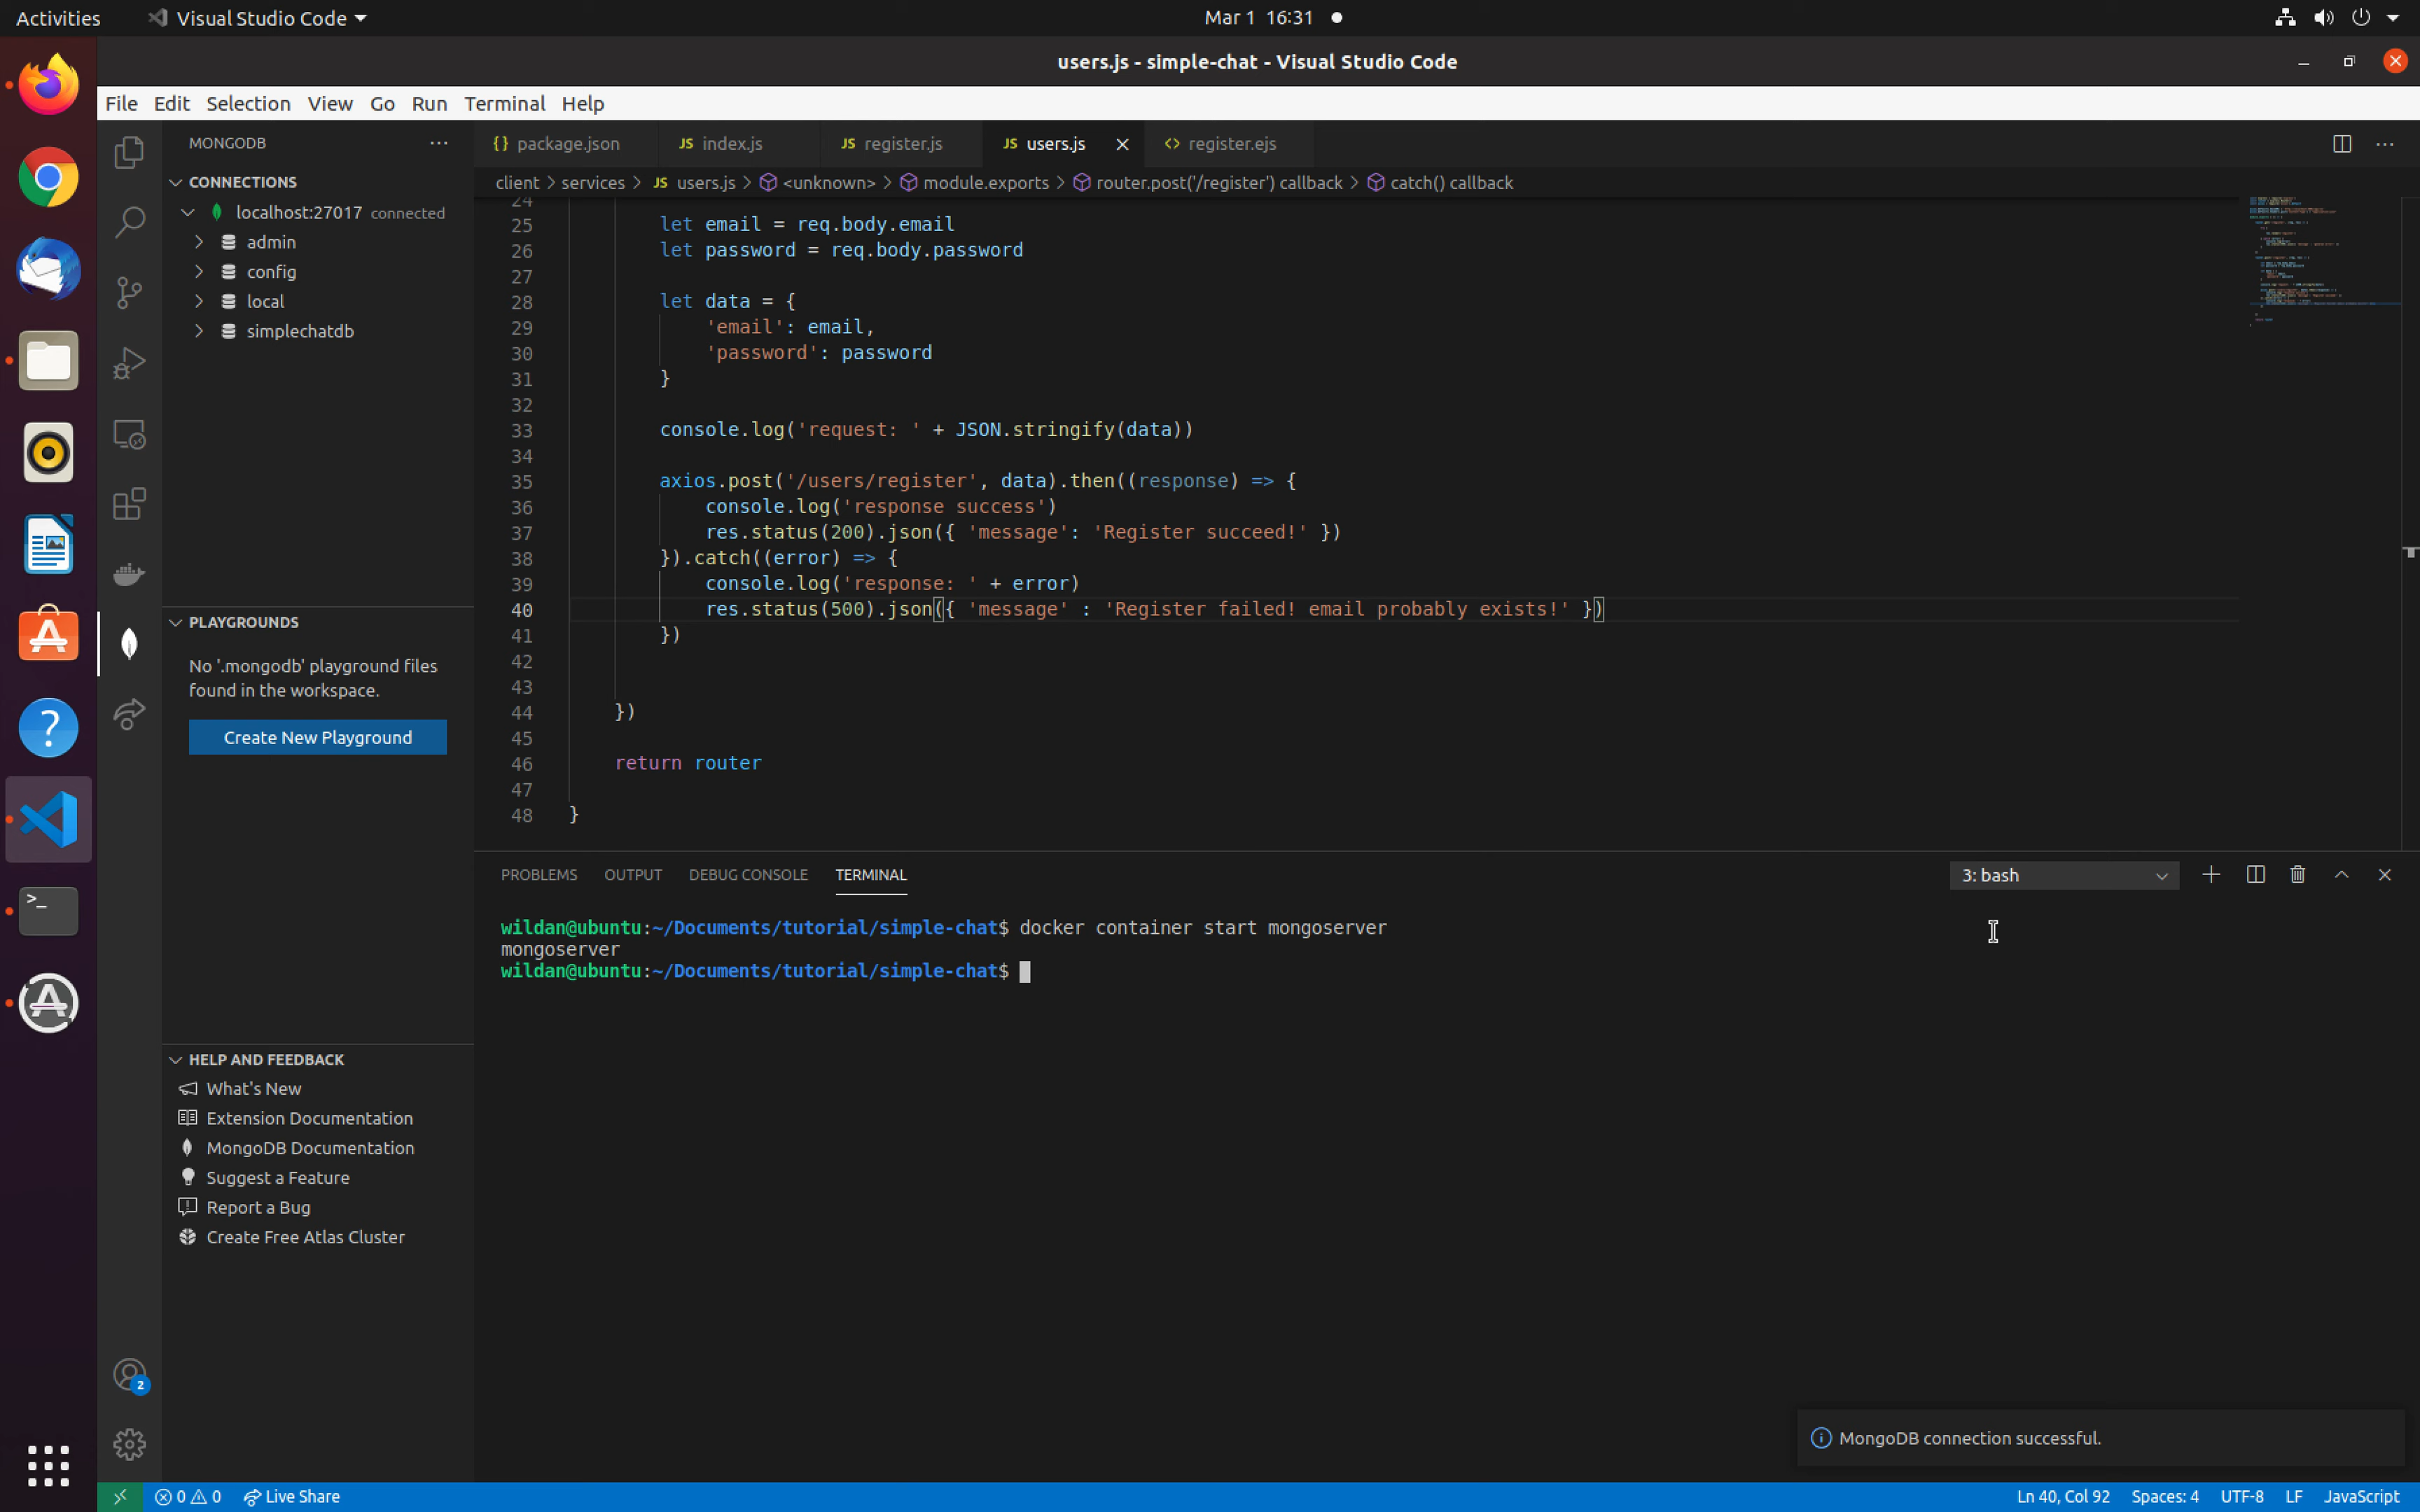 Activities
Visual Studio Code
Mar 1 16:31
users.js - simple-chat - Visual Studio Code
File Edit Selection View Go Run Terminal Help
MONGODB
package.json
JS index.js
JS register.js
JS users.js
register.ejs
client > services > JS users.js > <unknown> > module.exports > router.post('/register') callback > catch() callback
CONNECTIONS
localhost:27017 connected
admin
config
local
simplechatdb
24
25 let email = req.body.email
26 let password = req.body.password
27
28 let data = {
29 'email': email,
30 'password': password
31 }
32
33 console.log('request: ' + JSON.stringify(data))
34
35 axios.post('/users/register', data).then((response) => {
36 console.log('response success')
37 res.status(200).json({ 'message': 'Register succeed!' })
38 }).catch((error) => {
39 console.log('response: ' + error)
40 res.status(500).json({ 'message' : 'Register failed! email probably exists!' })
41 })
42
43
44 })
45
46 return router
47
48 }
PLAYGROUNDS
No '.mongodb' playground files
found in the workspace.
Create New Playground
HELP AND FEEDBACK
What's New
Extension Documentation
MongoDB Documentation
Suggest a Feature
Report a Bug
Create Free Atlas Cluster
PROBLEMS OUTPUT DEBUG CONSOLE TERMINAL
3: bash
wildan@ubuntu:~/Documents/tutorial/simple-chat$ docker container start mongoserver
mongoserver
wildan@ubuntu:~/Documents/tutorial/simple-chat$
MongoDB connection successful.
2
0 0 Live Share
Ln 40, Col 92 Spaces: 4 UTF-8 LF JavaScript